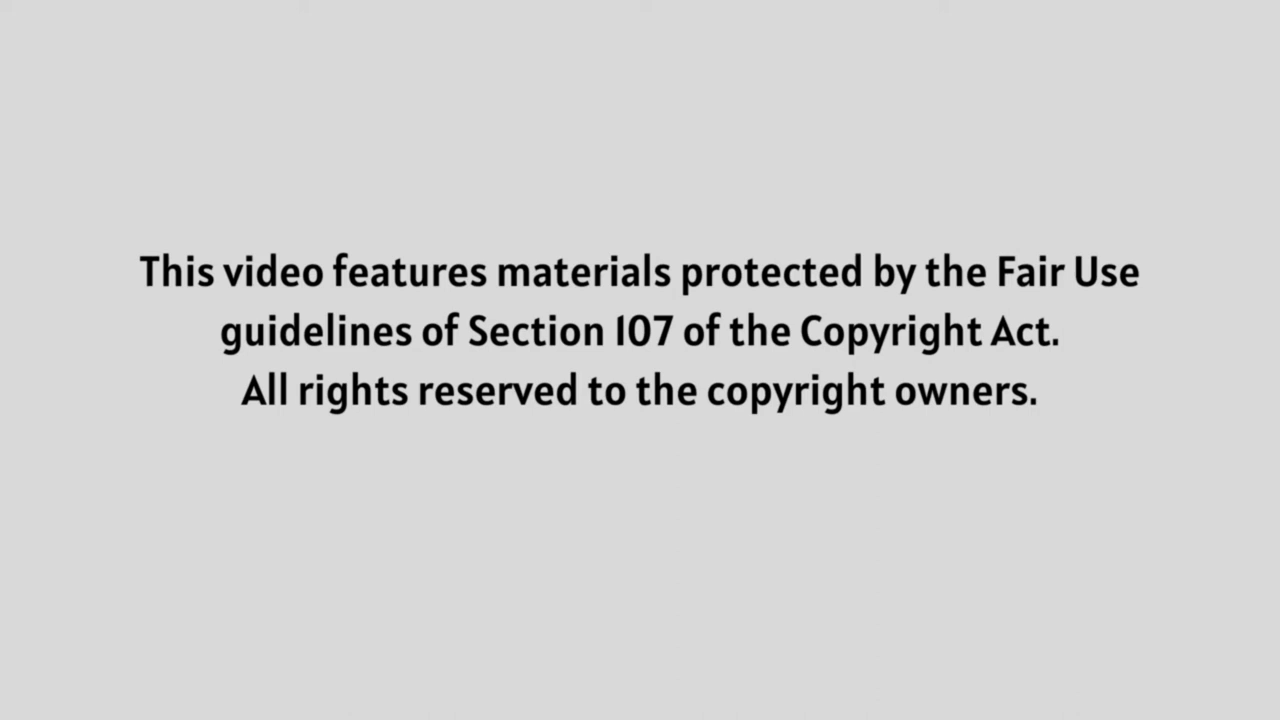 This video features materials protected by the Fair Use
guidelines of Section 107 of the Copyright Act.
All rights reserved to the copyright owners.